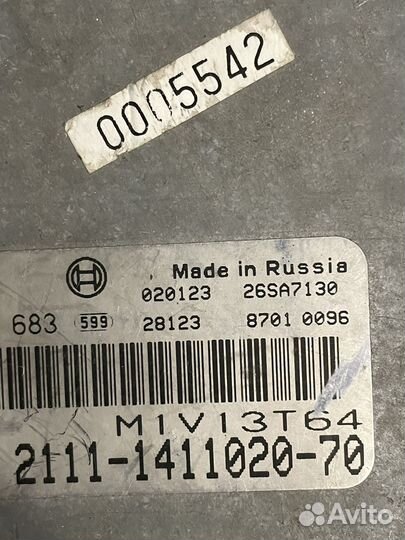 0005542
Made in Russia
020123 26SA7130
683 599 28123 8701 0096
M1V13T64
2111-1411020-70
Avito